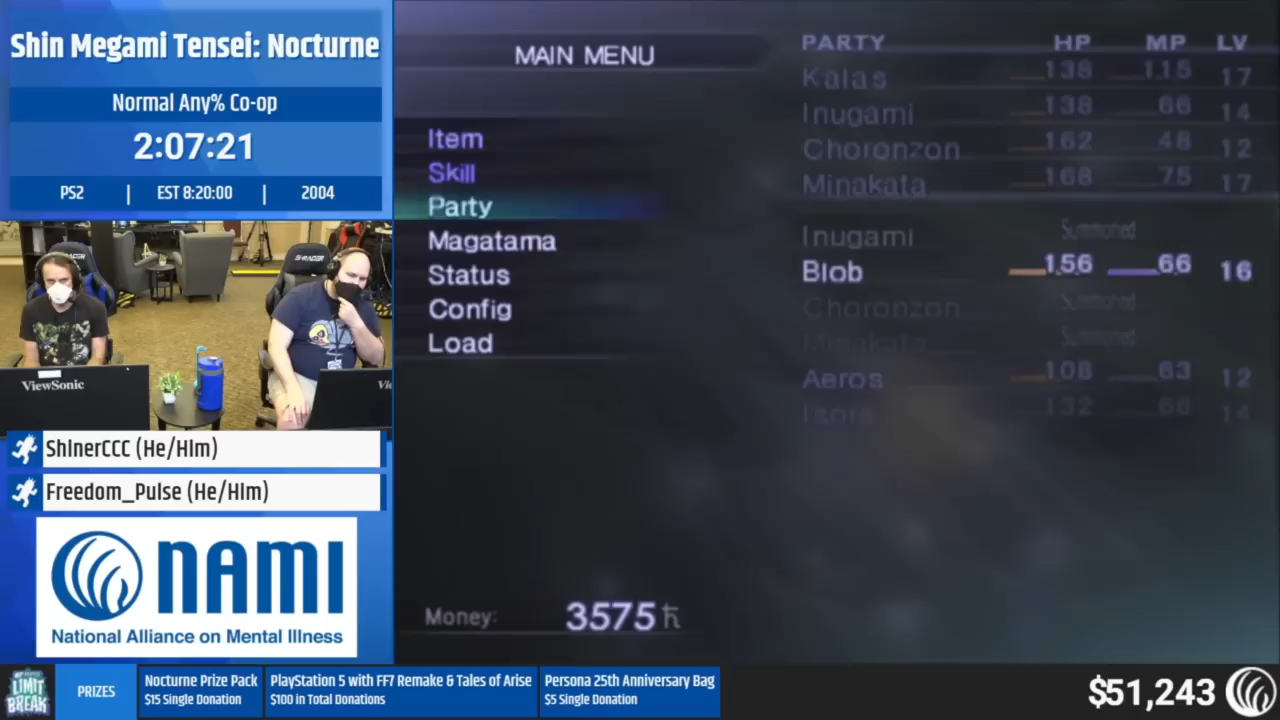 Shin Megami Tensei: Nocturne
Normal Any% Co-op
2:07:21
PS2 | EST 8:20:00 | 2004
ViewSonic
Vi
ShinerCCC (He/Him)
Freedom_Pulse (He/Him)
NAMI
National Alliance on Mental Illness
MAIN MENU
Item
Skill
Party
Magatama
Status
Config
Load
Money: 3575
PARTY HP MP LV
Kalas 138 115 17
Inugami 138 66 14
Choronzon 162 48 12
Minakata 168 75 17
Inugami Summoned
Blob 156 66 16
Choronzon Summoned
Minakata Summoned
Aeros 108 63 12
Isora 132 66 14
LIMIT BREAK
PRIZES
Nocturne Prize Pack
$15 Single Donation
PlayStation 5 with FF7 Remake & Tales of Arise
$100 in Total Donations
Persona 25th Anniversary Bag
$5 Single Donation
$51,243